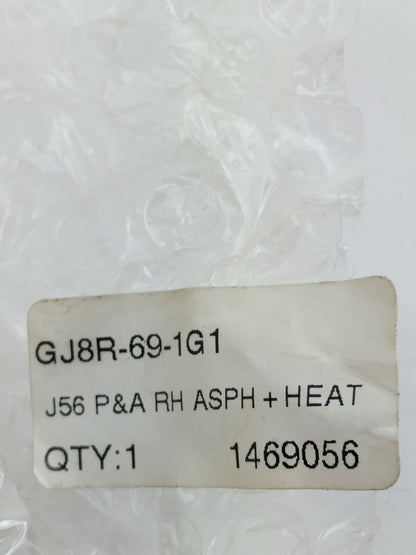 GJ8R-69-1G1
J56 P&A RH ASPH + HEAT
QTY:1 1469056